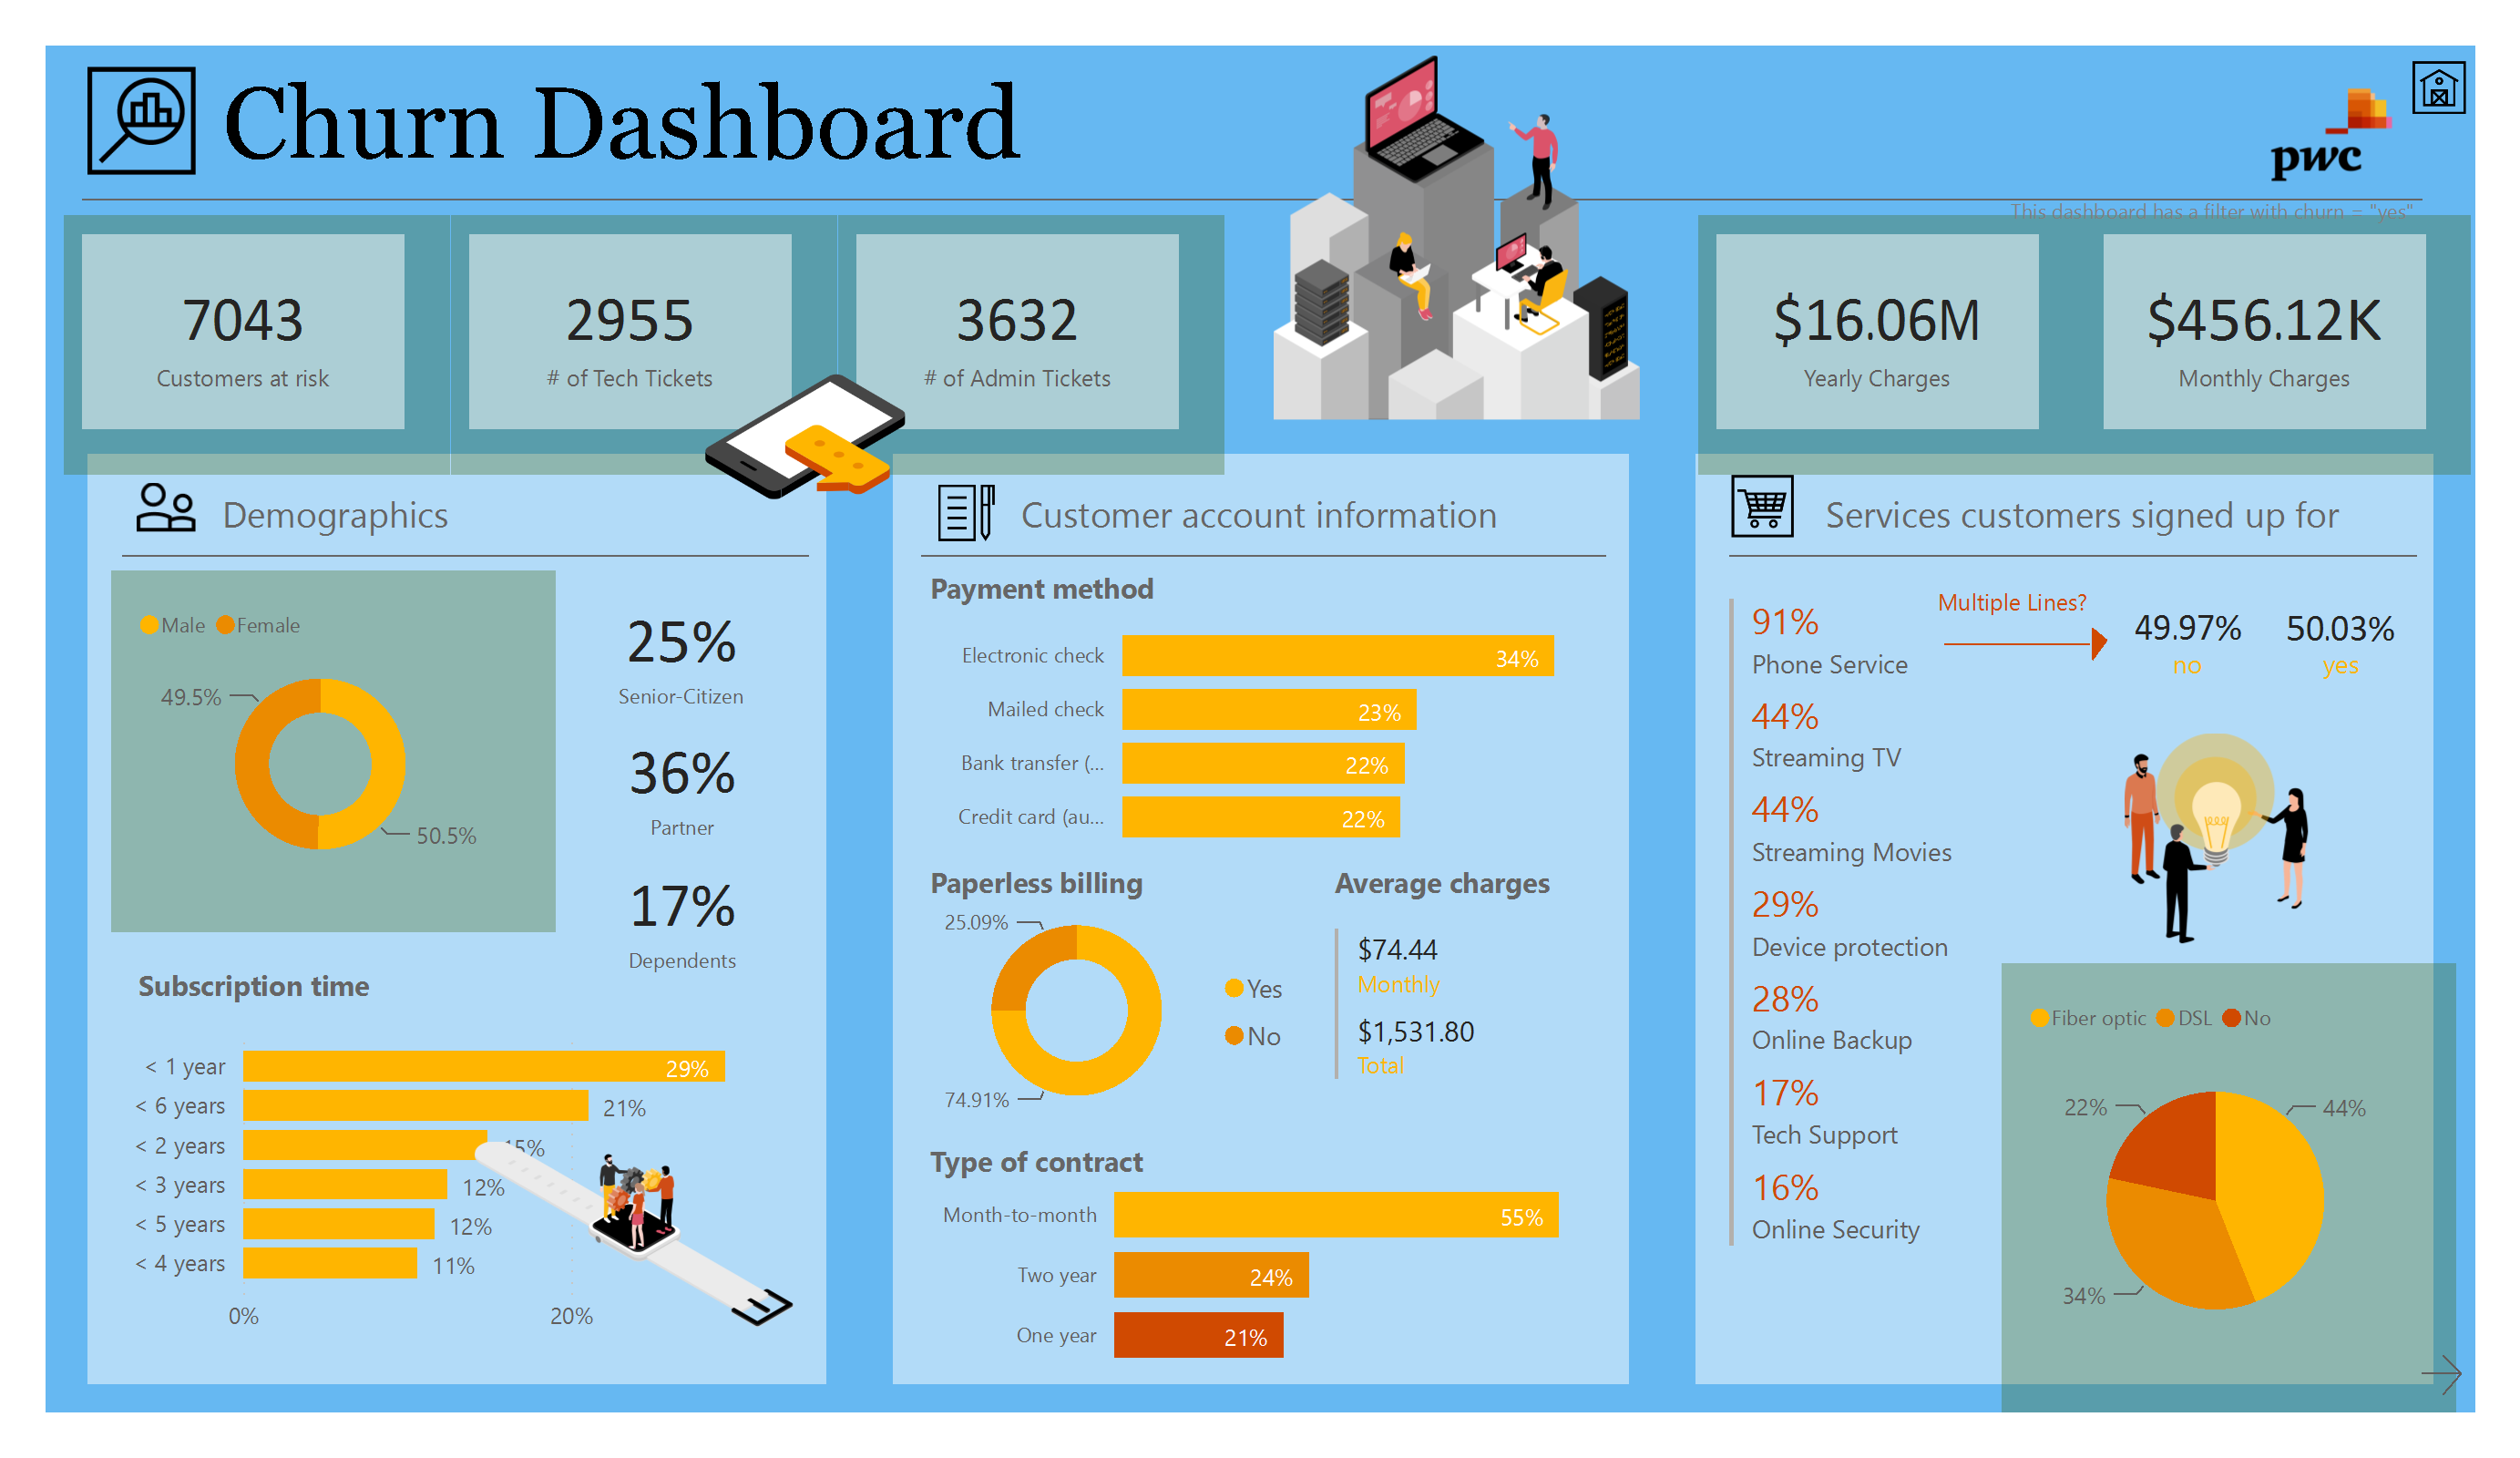 Churn Dashboard
pwc
This dashboard has a filter with churn = "yes"
7043
Customers at risk
2955
# of Tech Tickets
3632
# of Admin Tickets
$16.06M
Yearly Charges
$456.12K
Monthly Charges
Demographics
Male Female
49.5%
50.5%
25%
Senior-Citizen
36%
Partner
17%
Dependents
Subscription time
< 1 year 29%
< 6 years 21%
< 2 years 15%
< 3 years 12%
< 5 years 12%
< 4 years 11%
0% 20%
Customer account information
Payment method
Electronic check 34%
Mailed check 23%
Bank transfer (... 22%
Credit card (au... 22%
Paperless billing
25.09%
74.91%
Yes
No
Average charges
$74.44
Monthly
$1,531.80
Total
Type of contract
Month-to-month 55%
Two year 24%
One year 21%
Services customers signed up for
91%
Phone Service
Multiple Lines?
49.97%
no
50.03%
yes
44%
Streaming TV
44%
Streaming Movies
29%
Device protection
28%
Online Backup
17%
Tech Support
16%
Online Security
Fiber optic DSL No
22%
44%
34%